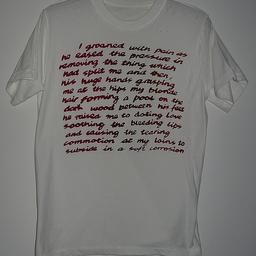 I groaned with pain as
he eased the pressure in
removing the thing which
had split me and then,
his huge hands grasping
me at the hips my blonde
hair forming a pool on the
dark wood between his feet
he raised me to doting love
soothing the bleeding lips
and causing the tearing
commotion at my loins to
subside in a soft corrosion